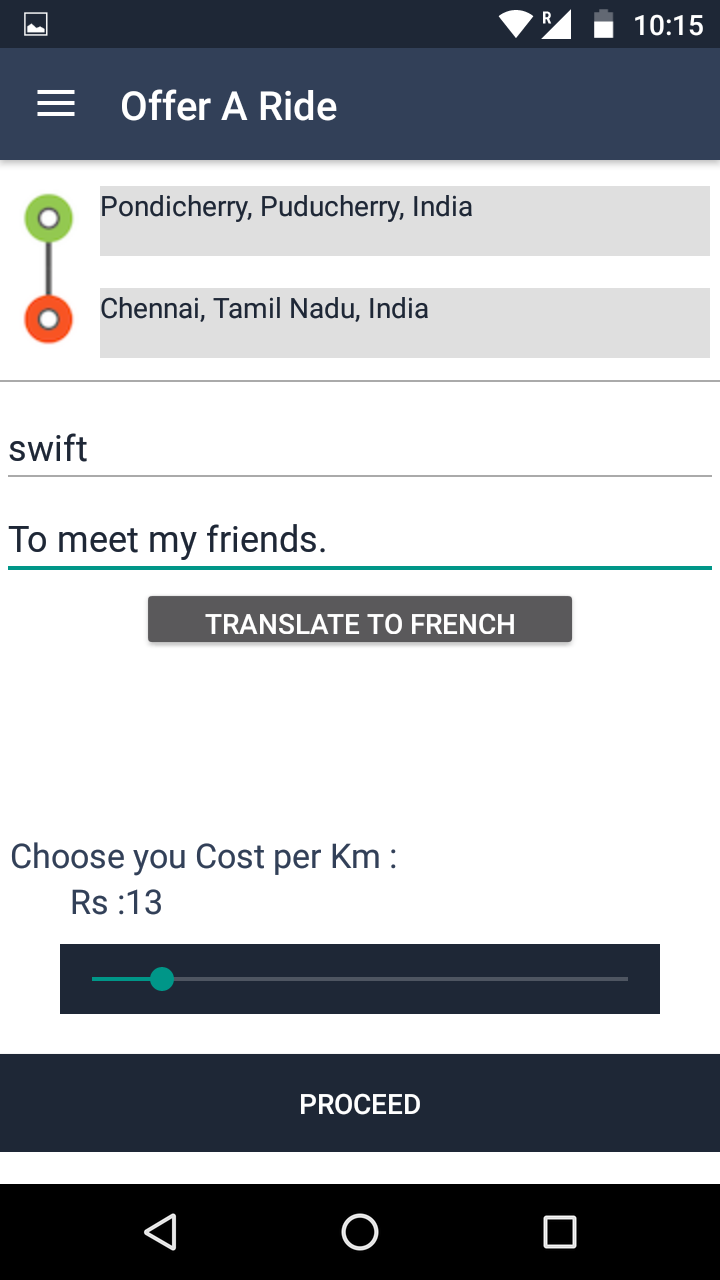 R 10:15
Offer A Ride
Pondicherry, Puducherry, India
Chennai, Tamil Nadu, India
swift
To meet my friends.
TRANSLATE TO FRENCH
Choose you Cost per Km :
Rs :13
PROCEED